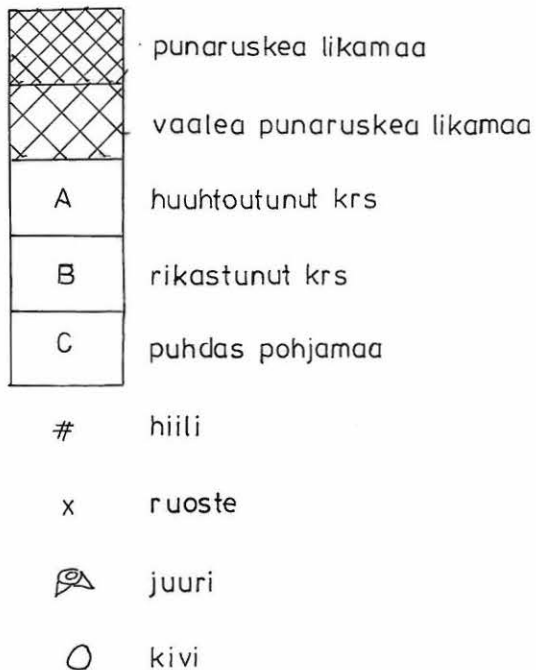 punaruskea likamaa
vaalea punaruskea likamaa
A huuhtoutunut krs
B rikastunut krs
C puhdas pohjamaa
# hiili
x ruoste
juuri
kivi